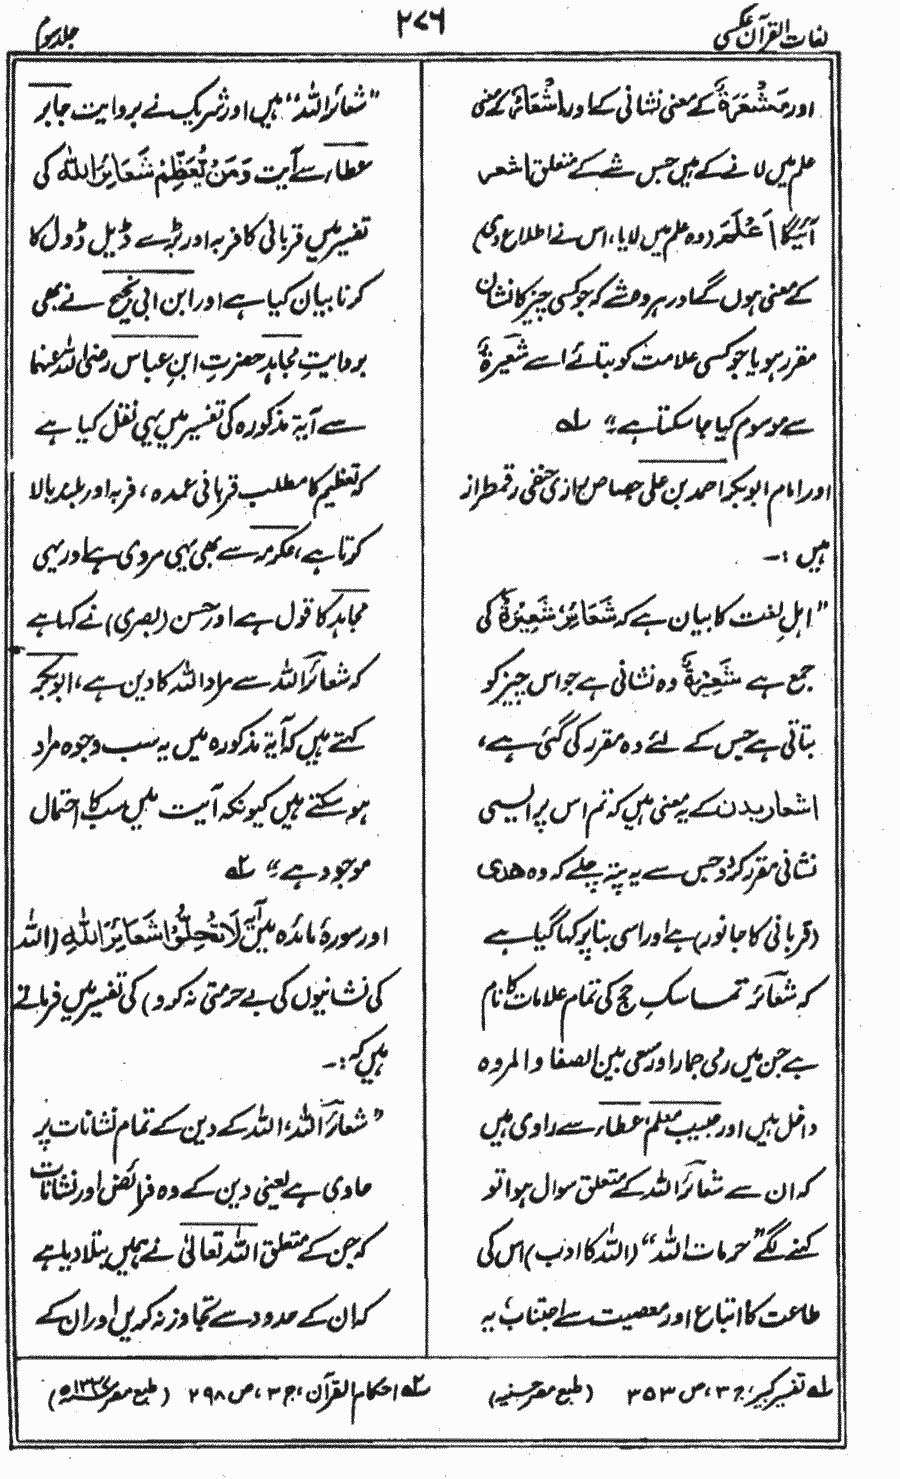 لغات القرآن عکسی
۲۷۶
جلد سوم
اور مَشْعَرَةٌ کے معنی نشانی کے اور اشْعَارٌ کے معنی
علم میں لانے کے ہیں جس شے کے متعلق اشعر
آئیگا اَعْلَمَہٗ (وہ علم میں لایا، اس نے اطلاع دی)
کے معنی ہوں گے اور ہر وہ شے کہ جو کسی چیز کا نشان
مقرر ہو یا جو کسی علامت کو بتائے اسے شَعِیْرَةٌ
سے موسوم کیا جا سکتا ہے" لہ
اور امام ابوبکر احمد بن علی جصاص رازی حنفی رقمطراز
ہیں :-
"اہلِ لغت کا بیان ہے کہ شَعَائِرُ، شَعِیْرَةٌ کی
جمع ہے شَعِیْرَةٌ وہ نشانی ہے جو اس چیز کو
بتاتی ہے جس کے لئے وہ مقرر کی گئی ہے،
اشعار بدن کے یہ معنی ہیں کہ تم اس پر ایسی
نشانی مقرر کر دو جس سے یہ پتہ چلے کہ وہ ھدی
(قربانی کا جانور) ہے اور اسی بنا پر کہا گیا ہے
کہ شعائر تمام مناسکِ حج کی تمام علامات کا نام
ہے جن میں رمی جمار اور سعی بین الصفا والمروہ
داخل ہیں اور حبیب معلم، عطاء سے راوی ہیں
کہ ان سے شعائر اللہ کے متعلق سوال ہوا تو
کہنے لگے "حرمات اللہ" (اللہ کا ادب) اس کی
طاعت کا اتباع اور معصیت سے اجتناب یہ
"شعائر اللہ" ہیں اور شریک نے بروایت جابر
عطاء سے آیت وَمَنْ یُّعَظِّمْ شَعَائِرَ اللہِ کی
تفسیر میں قربانی کا فربہ اور بڑے ڈیل ڈول کا
کرنا بیان کیا ہے اور ابن ابی نجیح نے بھی
بروایتِ مجاہد حضرتِ ابنِ عباس رضی اللہ عنہما
سے آیۃ مذکورہ کی تفسیر میں یہی نقل کیا ہے
کہ تعظیم کا مطلب قربانی عمدہ، فربہ اور بلند بالا
کرنا ہے، عکرمہ سے بھی یہی مروی ہے اور یہی
مجاہد کا قول ہے اور حسن (بصری) نے کہا ہے
کہ شعائر اللہ سے مراد اللہ کا دین ہے، ابوبکر
کہتے ہیں کہ آیۃ مذکورہ میں یہ سب وجوہ مراد
ہو سکتے ہیں کیونکہ آیت میں سب کا احتمال
موجود ہے" لہ۲
اور سورۂ مائدہ میں آیۃ لَا تُحِلُّوْا شَعَائِرَ اللہِ (اللہ
کی نشانیوں کی بے حرمتی نہ کرو) کی تفسیر میں فرماتے
ہیں کہ :-
"شعائر اللہ، اللہ کے دین کے تمام نشانات پر
حاوی ہے یعنی دین کے وہ فرائض اور نشانات
کہ جن کے متعلق اللہ تعالیٰ نے ہمیں بتلا دیا ہے
کہ ان کے حدود سے تجاوز نہ کریں اور ان کے
لہ تفسیر کبیر، ج ۳، ص ۳۵۳ (طبع مصر حسنیہ)
لہ۲ احکام القرآن، ج ۳، ص ۲۹۸ (طبع مصر ۱۳۴۷ھ)